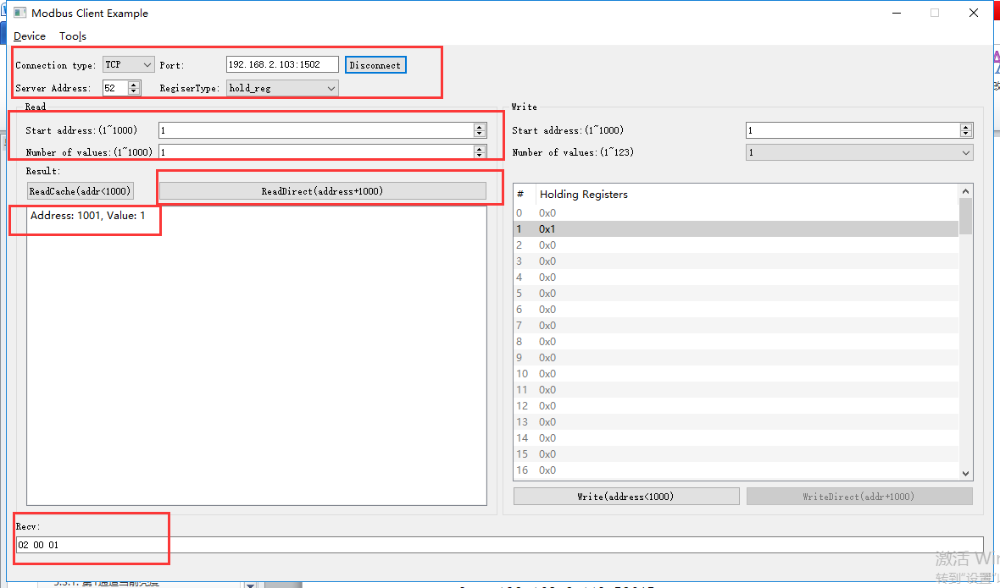 Modbus Client Example
Device Tools
Connection type: TCP Port: 192.168.2.103:1502 Disconnect
Server Address: 52 RegiserType: hold_reg
Read
Start address:(1~1000) 1
Number of values:(1~1000) 1
Result:
ReadCache(addr<1000) ReadDirect(address+1000)
Address: 1001, Value: 1
Write
Start address:(1~1000) 1
Number of values:(1~123) 1
# Holding Registers
0 0x0
1 0x1
2 0x0
3 0x0
4 0x0
5 0x0
6 0x0
7 0x0
8 0x0
9 0x0
10 0x0
11 0x0
12 0x0
13 0x0
14 0x0
15 0x0
16 0x0
Write(address<1000) WriteDirect(addr+1000)
Recv:
02 00 01
激活 Win
转到"设置"以